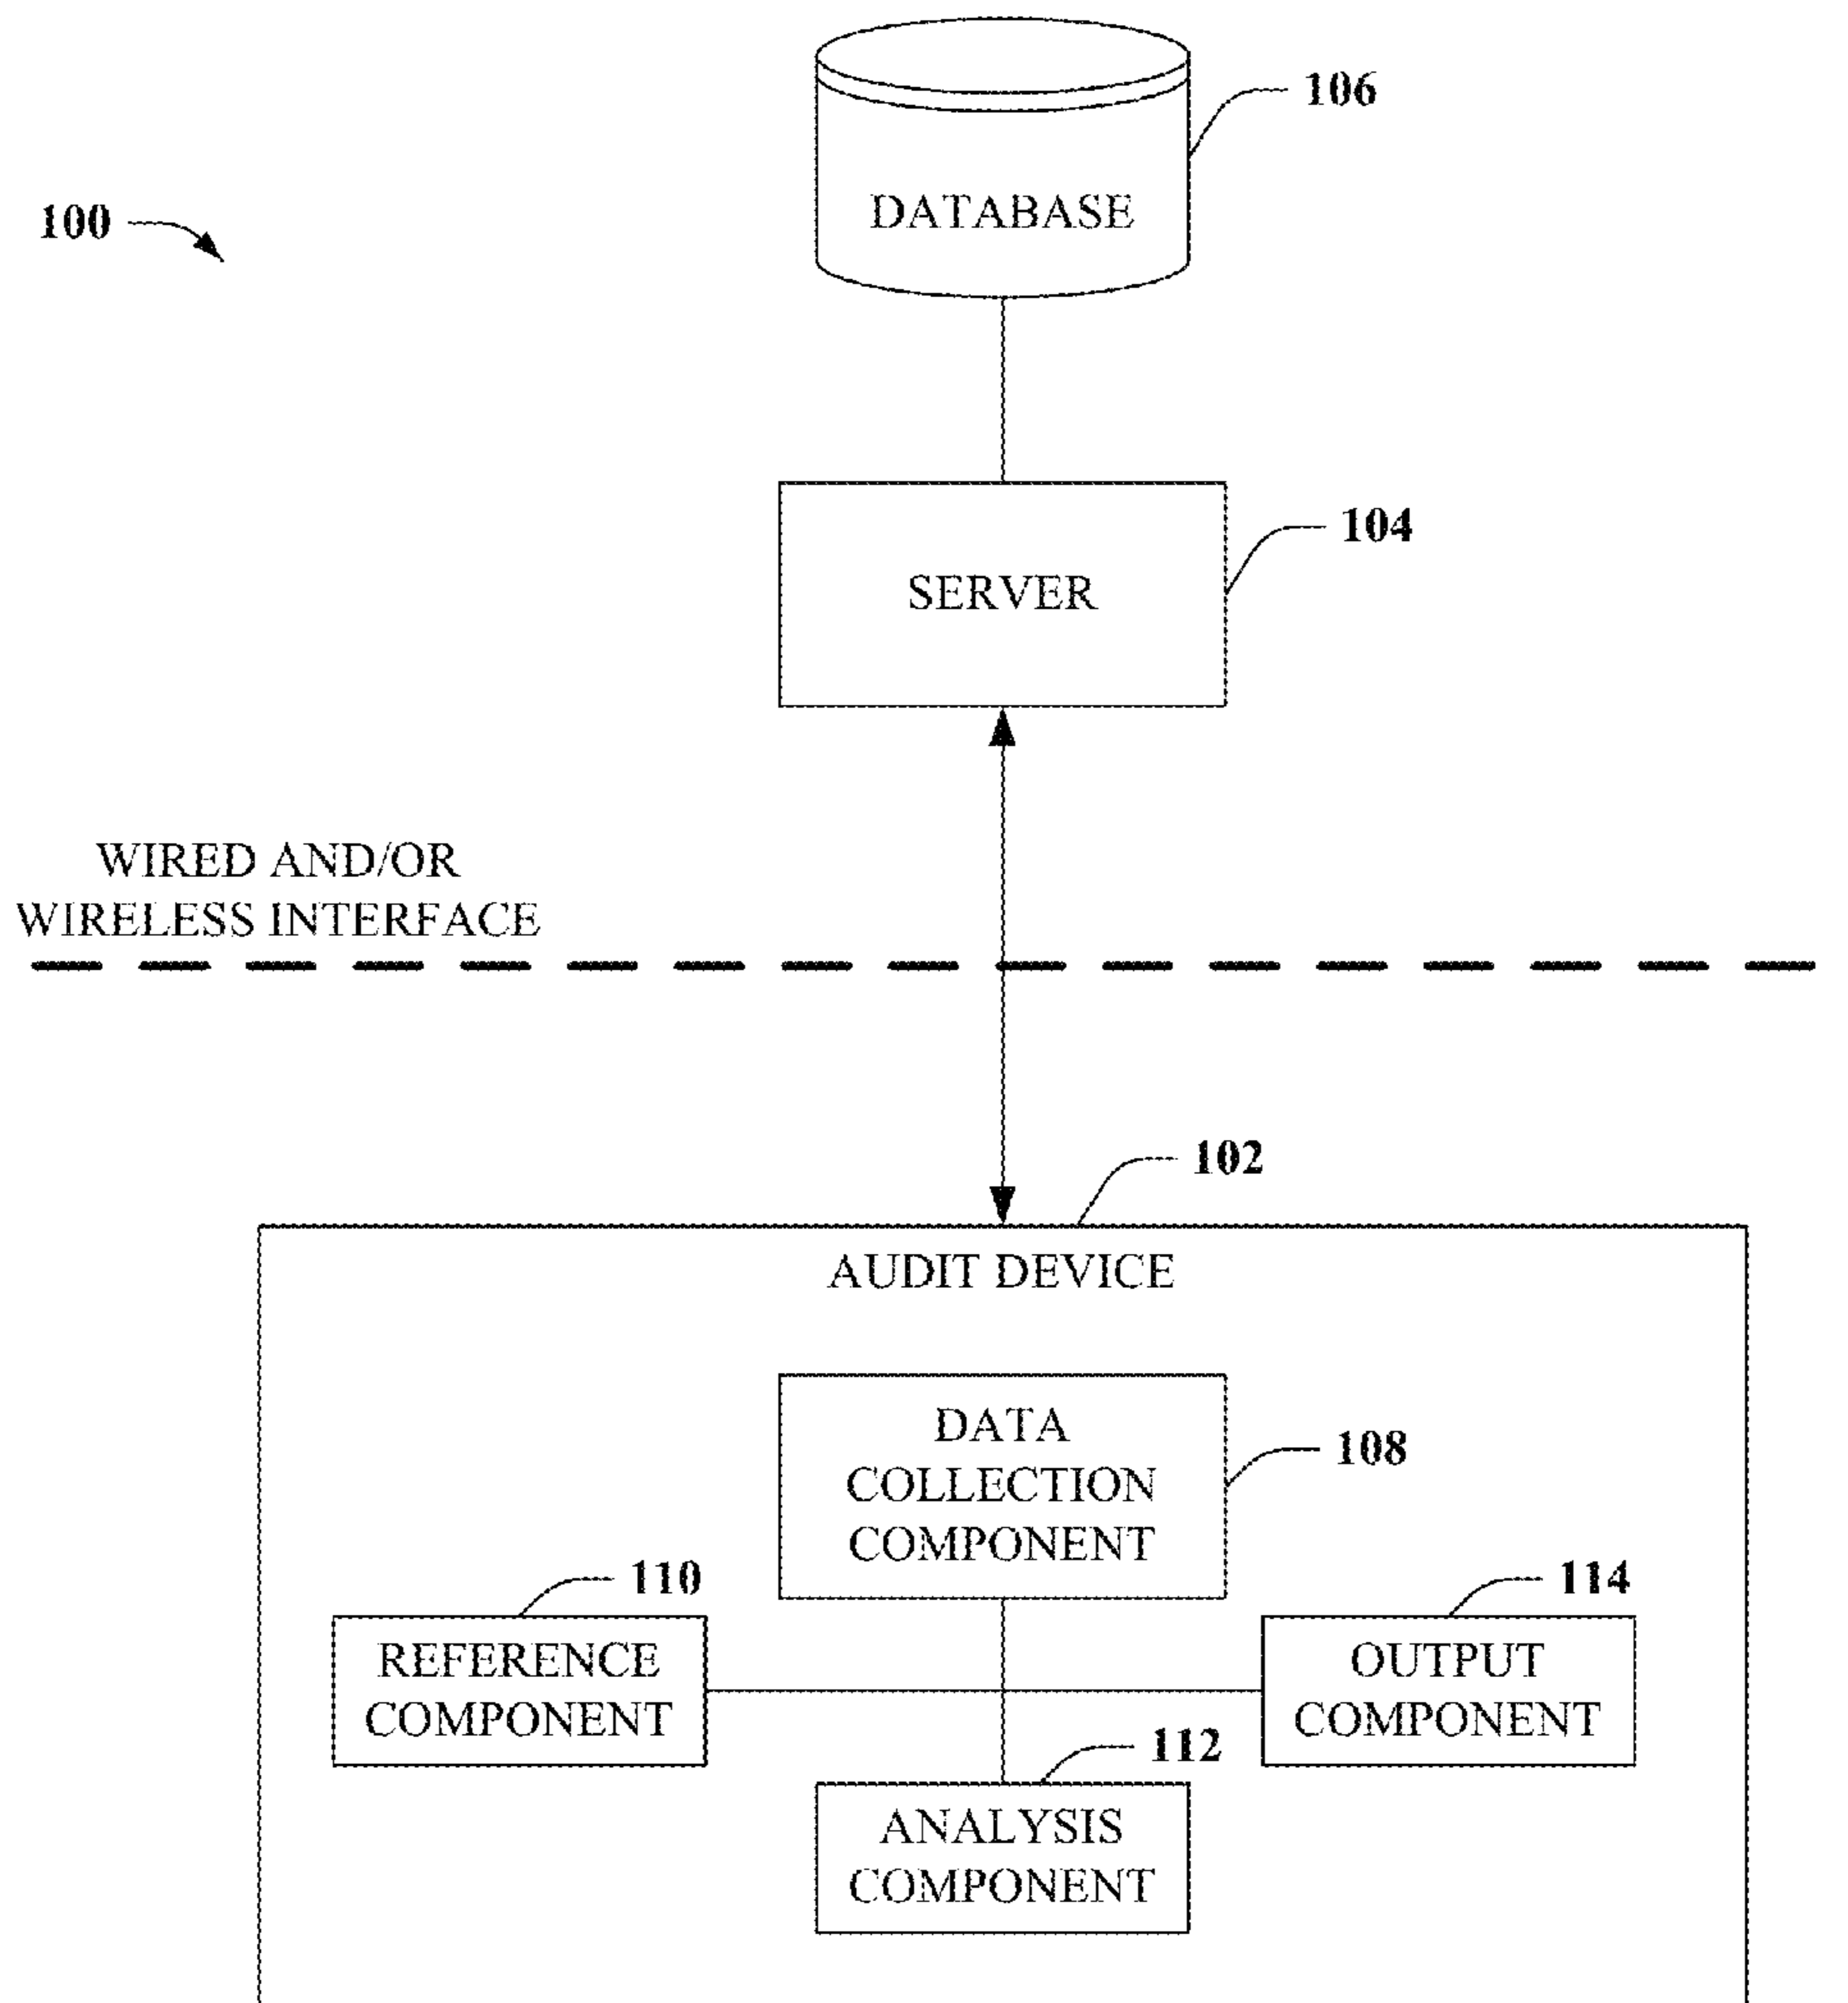 106
DATABASE
100
104
SERVER
WIRED AND/OR
WIRELESS INTERFACE
102
AUDIT DEVICE
DATA
COLLECTION
COMPONENT
108
110
REFERENCE
COMPONENT
114
OUTPUT
COMPONENT
112
ANALYSIS
COMPONENT